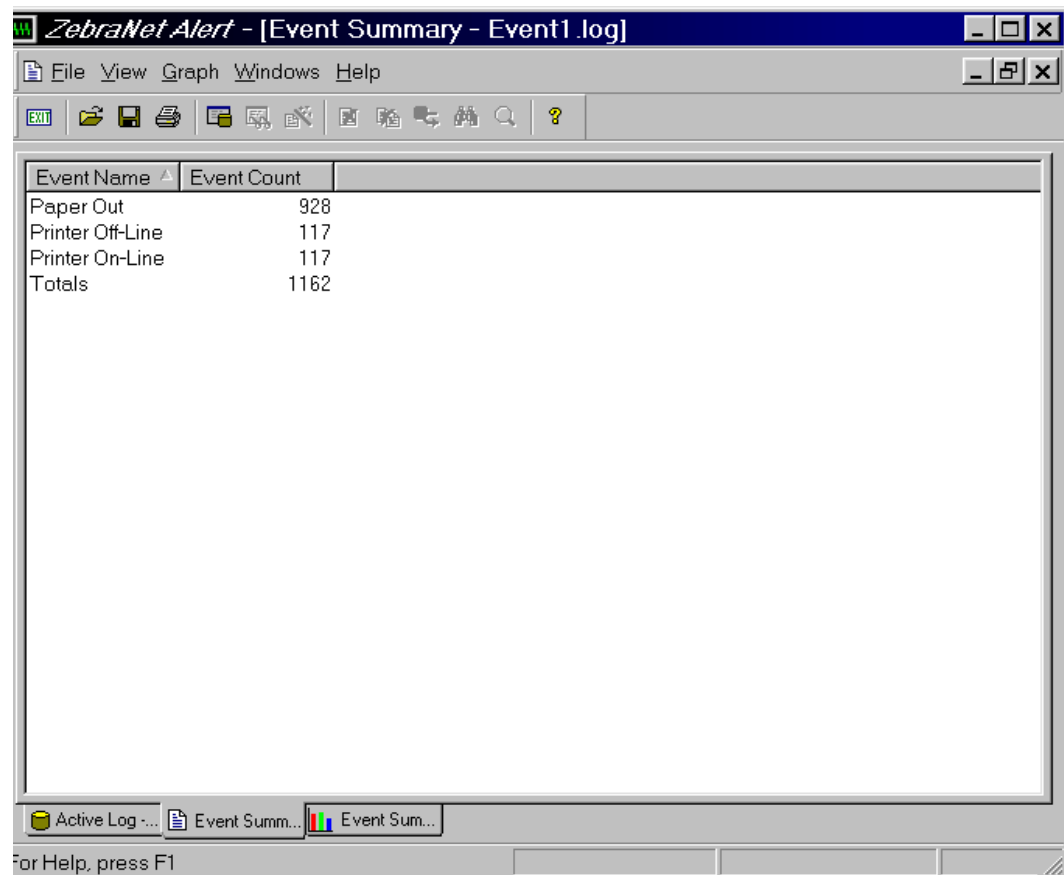 ZebraNet Alert - [Event Summary - Event1.log]
File View Graph Windows Help
EXIT ?
Event Name Event Count
Paper Out 928
Printer Off-Line 117
Printer On-Line 117
Totals 1162
Active Log -... Event Summ... Event Sum...
For Help, press F1